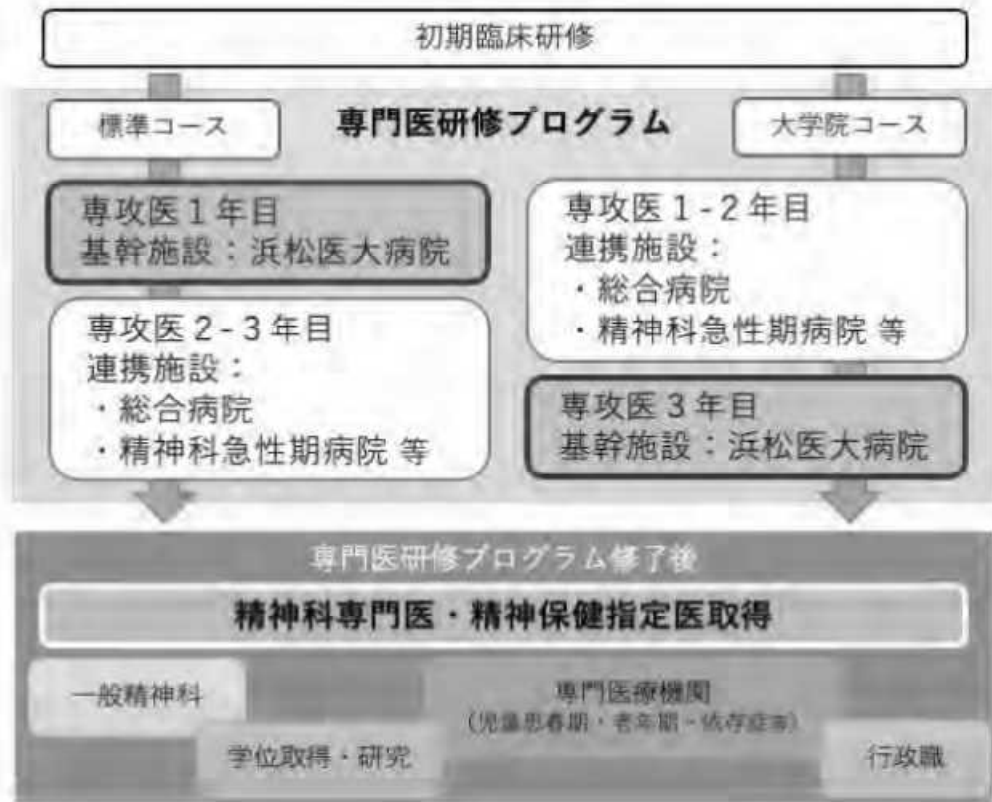 初期臨床研修
標準コース
専門医研修プログラム
大学院コース
専攻医1年目
基幹施設：浜松医大病院
専攻医2-3年目
連携施設：
・総合病院
・精神科急性期病院 等
専攻医1-2年目
連携施設：
・総合病院
・精神科急性期病院 等
専攻医3年目
基幹施設：浜松医大病院
専門医研修プログラム修了後
精神科専門医・精神保健指定医取得
一般精神科
専門医療機関
(児童思春期・老年期・依存症等)
学位取得・研究
行政職